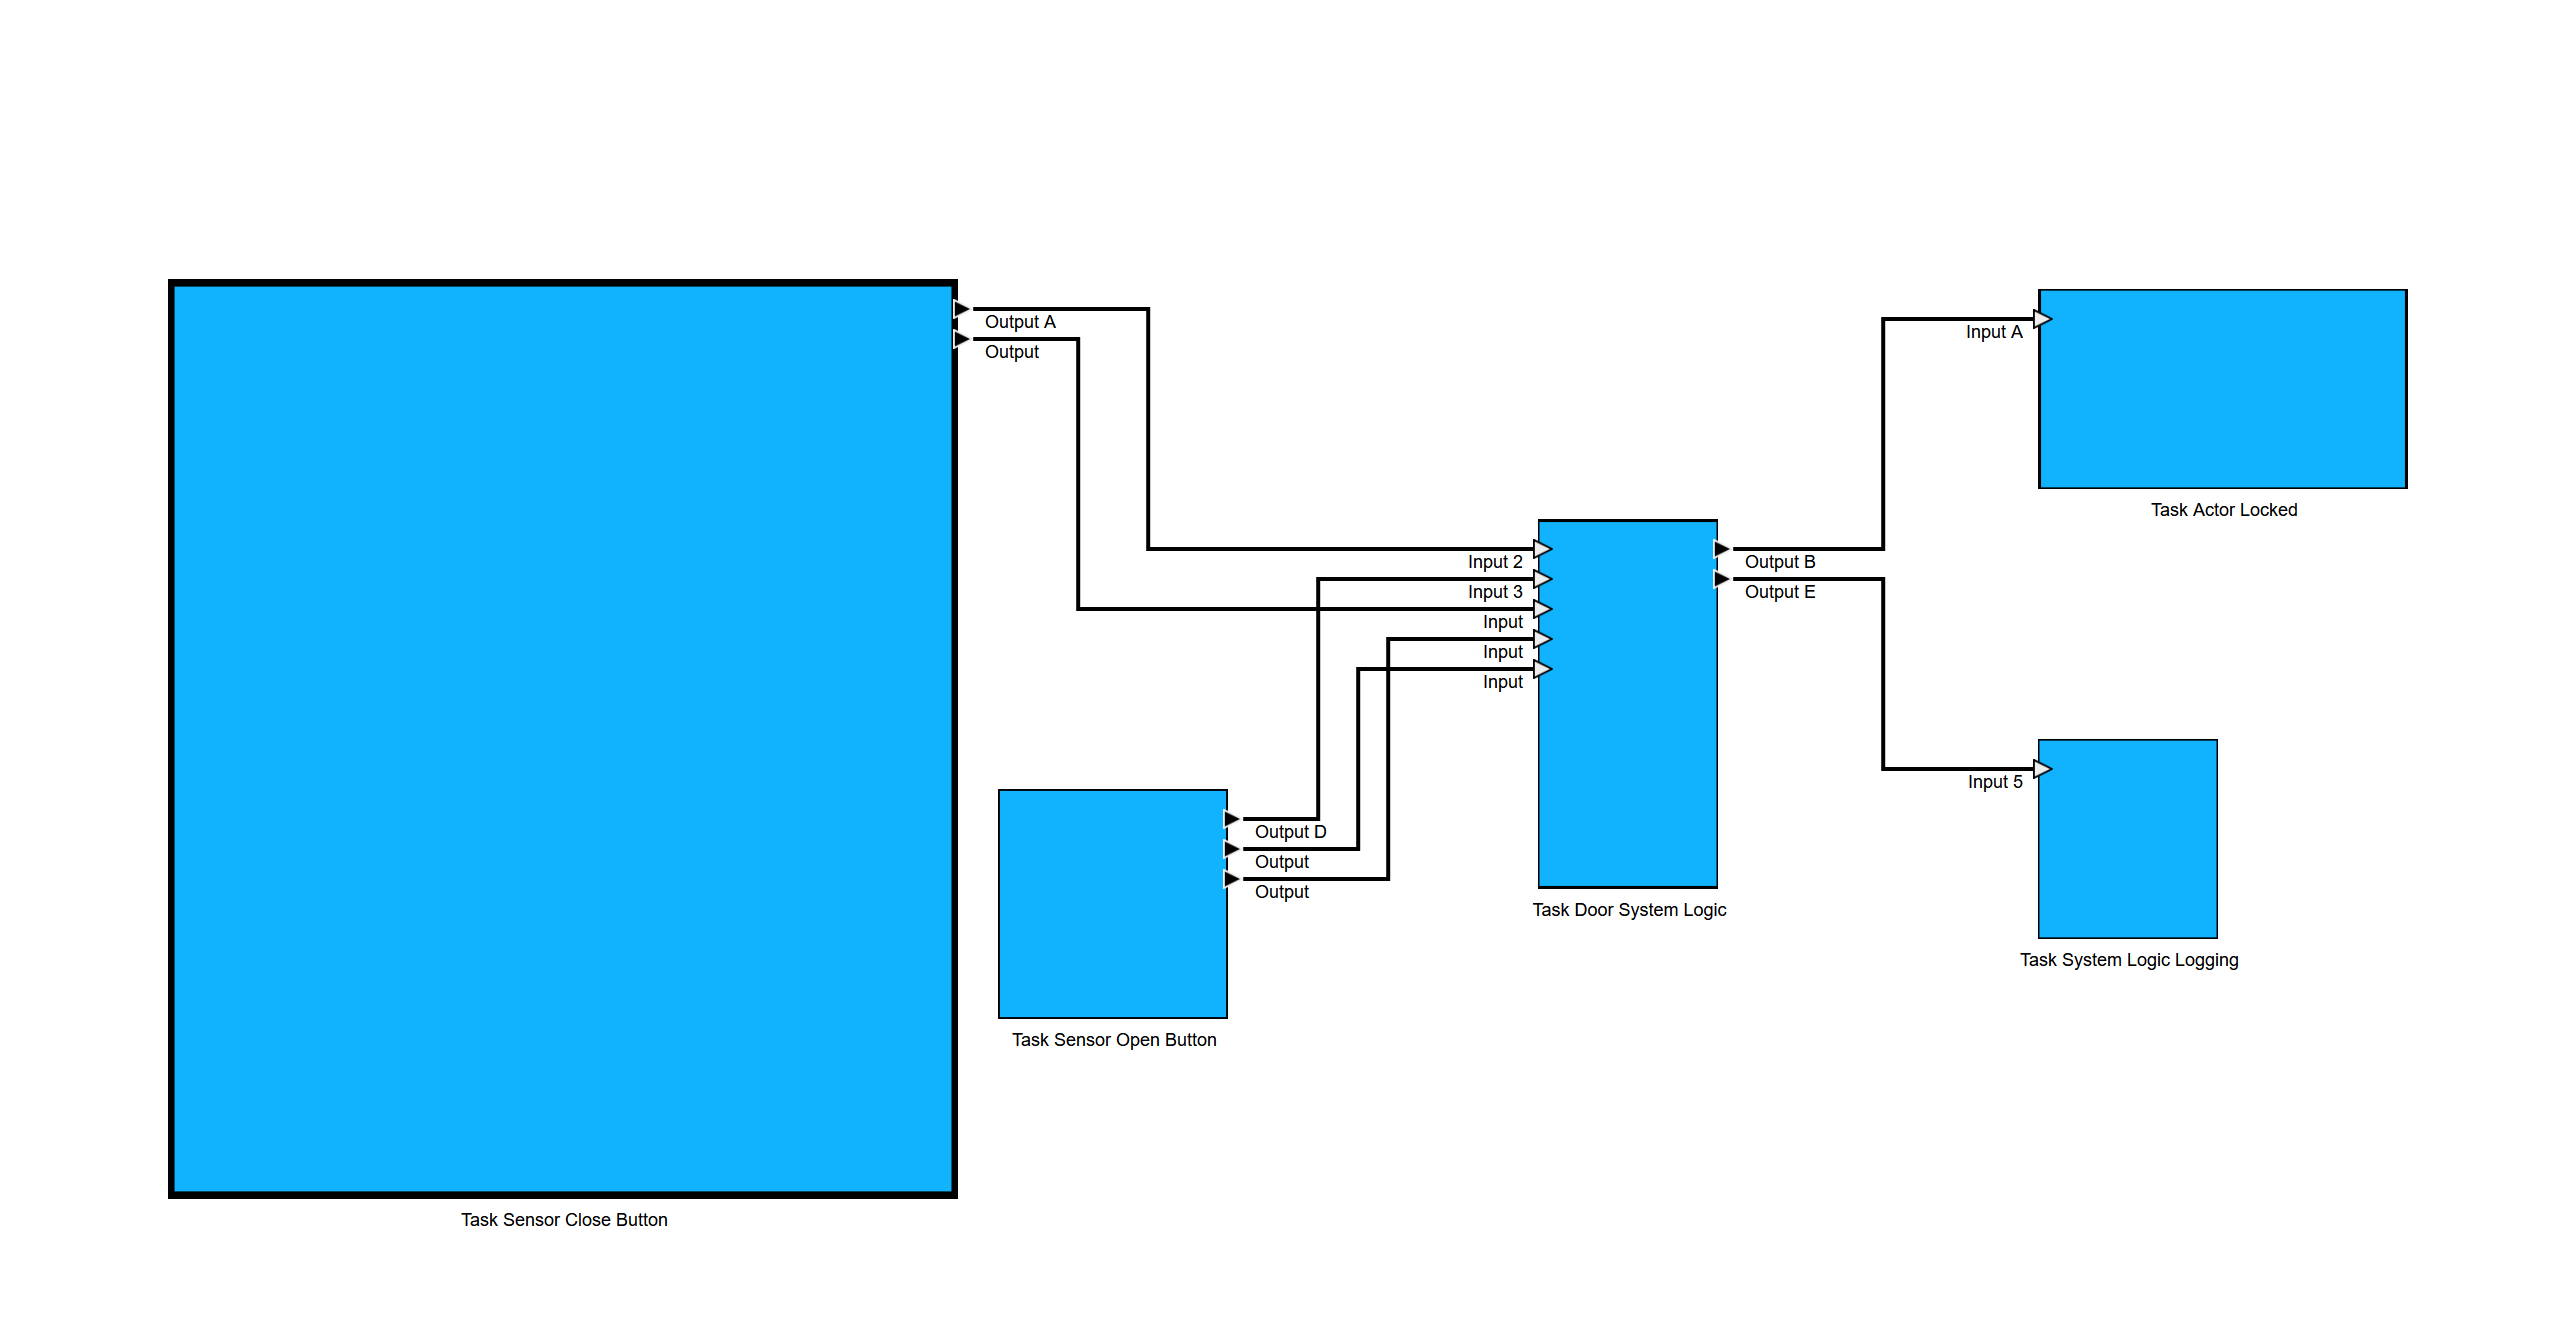 Output A
Output
Input A
Task Actor Locked
Input 2
Input 3
Input
Input
Input
Output B
Output E
Input 5
Output D
Output
Output
Task Door System Logic
Task System Logic Logging
Task Sensor Open Button
Task Sensor Close Button